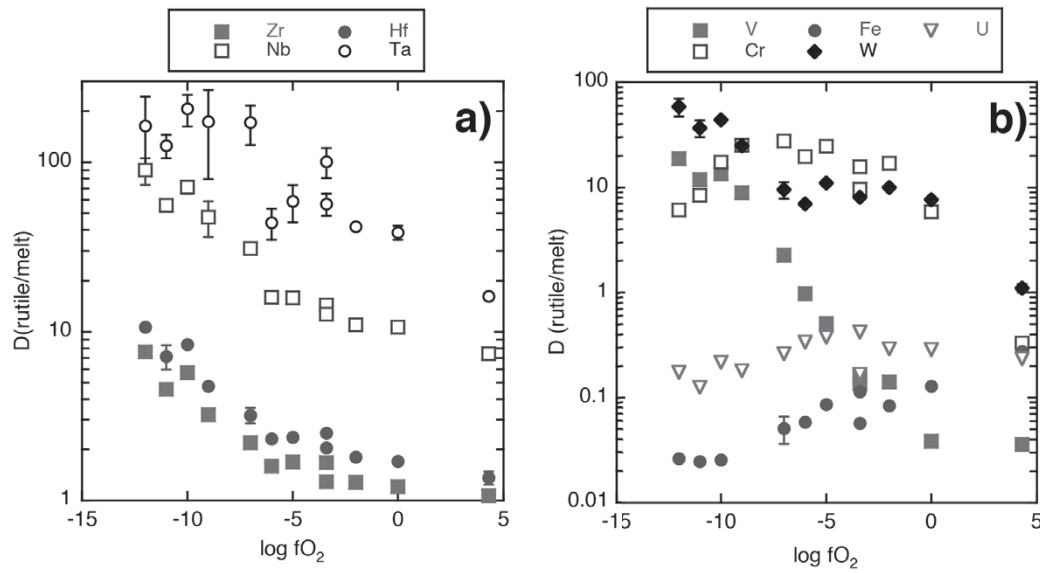 Zr Hf
Nb Ta
V Fe U
Cr W
a)
b)
D(rutile/melt)
100
10
1
-15 -10 -5 0 5
log fO₂
D (rutile/melt)
100
10
1
0.1
0.01
-15 -10 -5 0 5
log fO₂